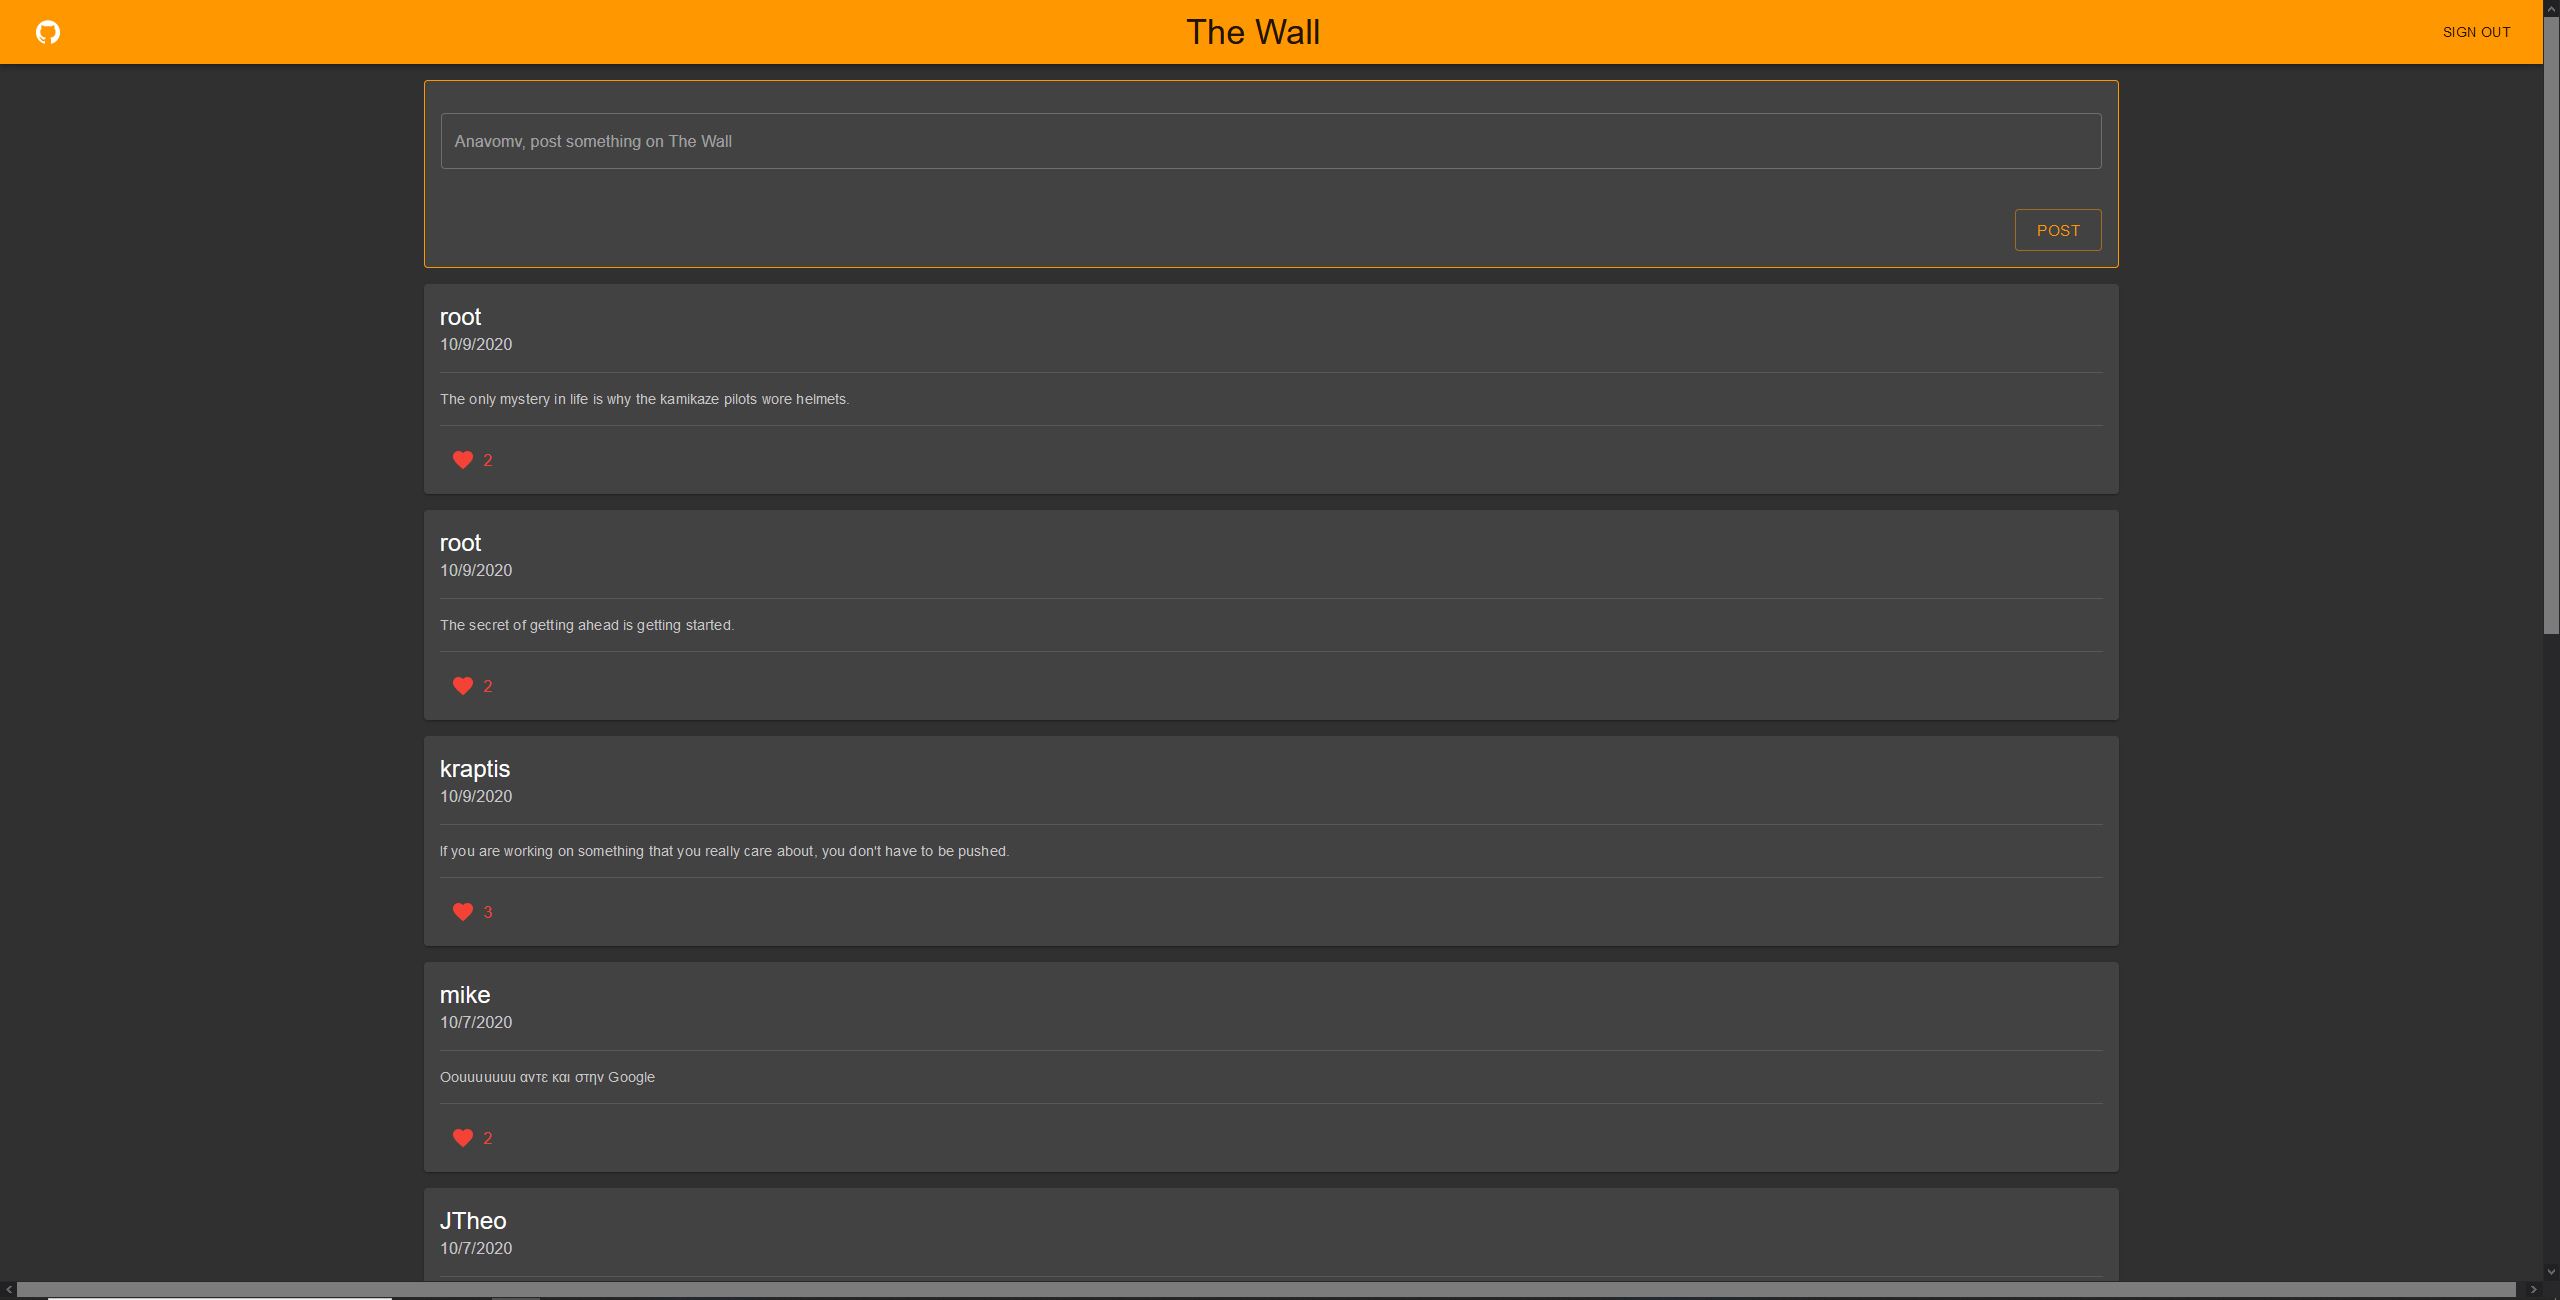 The Wall
SIGN OUT
Anavomv, post something on The Wall
POST
root
10/9/2020
The only mystery in life is why the kamikaze pilots wore helmets.
2
root
10/9/2020
The secret of getting ahead is getting started.
2
kraptis
10/9/2020
If you are working on something that you really care about, you don't have to be pushed.
3
mike
10/7/2020
Οουυυυυυυ αντε και στην Google
2
JTheo
10/7/2020